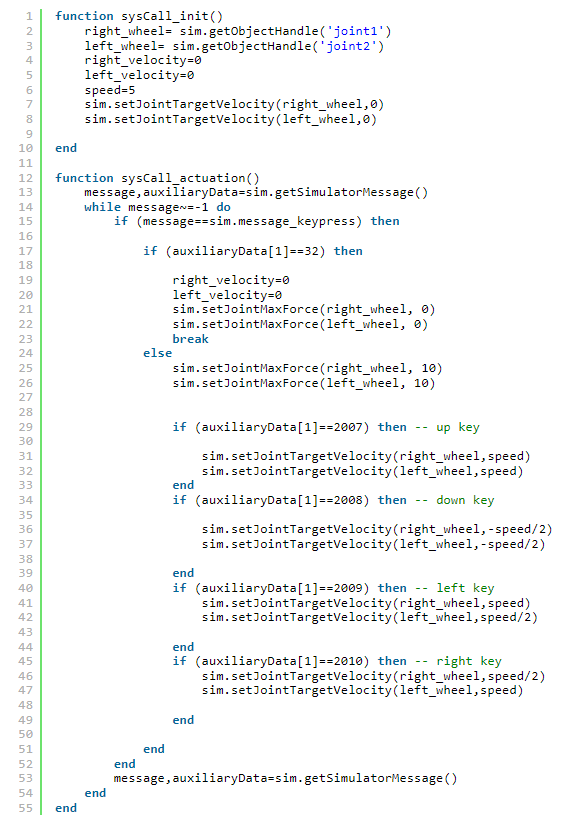 1 function sysCall_init()
2     right_wheel= sim.getObjectHandle('joint1')
3     left_wheel= sim.getObjectHandle('joint2')
4     right_velocity=0
5     left_velocity=0
6     speed=5
7     sim.setJointTargetVelocity(right_wheel,0)
8     sim.setJointTargetVelocity(left_wheel,0)
9
10 end
11
12 function sysCall_actuation()
13     message,auxiliaryData=sim.getSimulatorMessage()
14     while message~=-1 do
15         if (message==sim.message_keypress) then
16
17             if (auxiliaryData[1]==32) then
18
19                 right_velocity=0
20                 left_velocity=0
21                 sim.setJointMaxForce(right_wheel, 0)
22                 sim.setJointMaxForce(left_wheel, 0)
23                 break
24             else
25                 sim.setJointMaxForce(right_wheel, 10)
26                 sim.setJointMaxForce(left_wheel, 10)
27
28
29                 if (auxiliaryData[1]==2007) then -- up key
30
31                     sim.setJointTargetVelocity(right_wheel,speed)
32                     sim.setJointTargetVelocity(left_wheel,speed)
33                 end
34                 if (auxiliaryData[1]==2008) then -- down key
35
36                     sim.setJointTargetVelocity(right_wheel,-speed/2)
37                     sim.setJointTargetVelocity(left_wheel,-speed/2)
38
39                 end
40                 if (auxiliaryData[1]==2009) then -- left key
41                     sim.setJointTargetVelocity(right_wheel,speed)
42                     sim.setJointTargetVelocity(left_wheel,speed/2)
43
44                 end
45                 if (auxiliaryData[1]==2010) then -- right key
46                     sim.setJointTargetVelocity(right_wheel,speed/2)
47                     sim.setJointTargetVelocity(left_wheel,speed)
48
49                 end
50
51             end
52         end
53         message,auxiliaryData=sim.getSimulatorMessage()
54     end
55 end